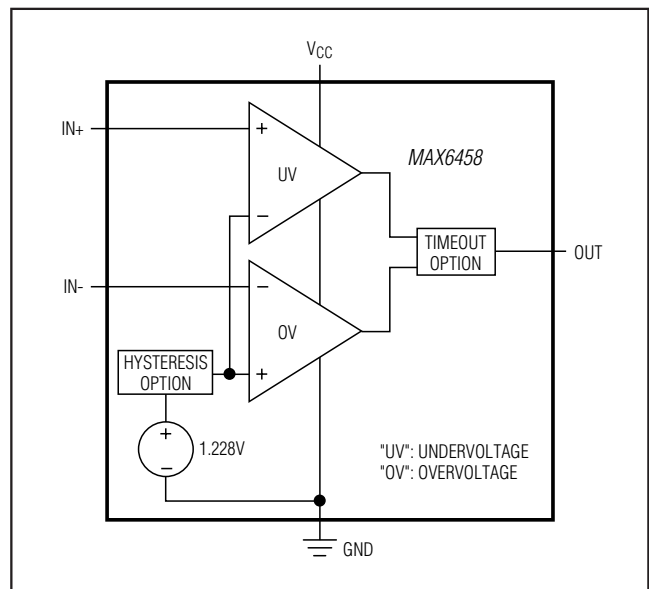 VCC
IN+
+
MAX6458
UV
−
TIMEOUT
OPTION
OUT
IN-
−
OV
HYSTERESIS
OPTION
+
+
1.228V
−
"UV": UNDERVOLTAGE
"OV": OVERVOLTAGE
GND